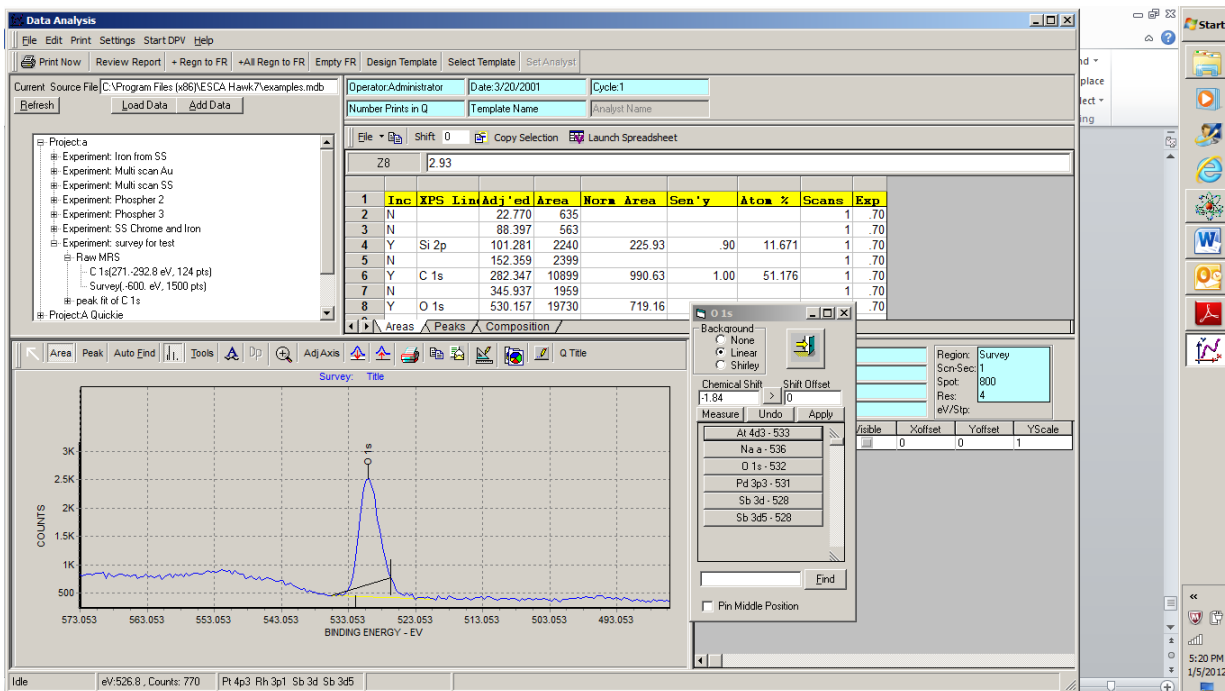 Data Analysis
File Edit Print Settings Start DPV Help
Print Now Review Report + Regn to FR +All Regn to FR Empty FR Design Template Select Template Set Analyst
Current Source File C:\Program Files (x86)\ESCA Hawk7\examples.mdb
Refresh Load Data Add Data
Operator:Administrator Date:3/20/2001 Cycle:1
Number Prints in Q Template Name Analyst Name
File Shift 0 Copy Selection Launch Spreadsheet
Z8 2.93
Project:a
Experiment: Iron from SS
Experiment: Multi scan Au
Experiment: Multi scan SS
Experiment: Phospher 2
Experiment: Phospher 3
Experiment: SS Chrome and Iron
Experiment: survey for test
Raw MRS
C 1s(271.-292.8 eV, 124 pts)
Survey(.-600. eV, 1500 pts)
peak fit of C 1s
Project:A Quickie
1 Inc XPS Lin Adj'ed Area Norm Area Sen'y Atom % Scans Exp
2 N 22.770 635 1 .70
3 N 88.397 563 1 .70
4 Y Si 2p 101.281 2240 225.93 .90 11.671 1 .70
5 N 152.359 2399 1 .70
6 Y C 1s 282.347 10899 990.63 1.00 51.176 1 .70
7 N 345.937 1959 1 .70
8 Y O 1s 530.157 19730 719.16 .70
Areas Peaks Composition
Area Peak Auto Find Tools A Dp Adj Axis Q Title
Survey: Title
O 1s
3K
2.5K
2K
1.5K
1K
500
COUNTS
573.053 563.053 553.053 543.053 533.053 523.053 513.053 503.053 493.053
BINDING ENERGY - EV
O 1s
Background
None
Linear
Shirley
Chemical Shift Shift Offset
-1.84 > 0
Measure Undo Apply
At 4d3 - 533
Na a - 536
O 1s - 532
Pd 3p3 - 531
Sb 3d - 528
Sb 3d5 - 528
Find
Pin Middle Position
Region: Survey
Scn-Sec: 1
Spot: 800
Res: 4
eV/Stp:
Visible Xoffset Yoffset YScale
0 0 1
Idle eV:526.8 , Counts: 770 Pt 4p3 Rh 3p1 Sb 3d Sb 3d5
Start
5:20 PM
1/5/2012